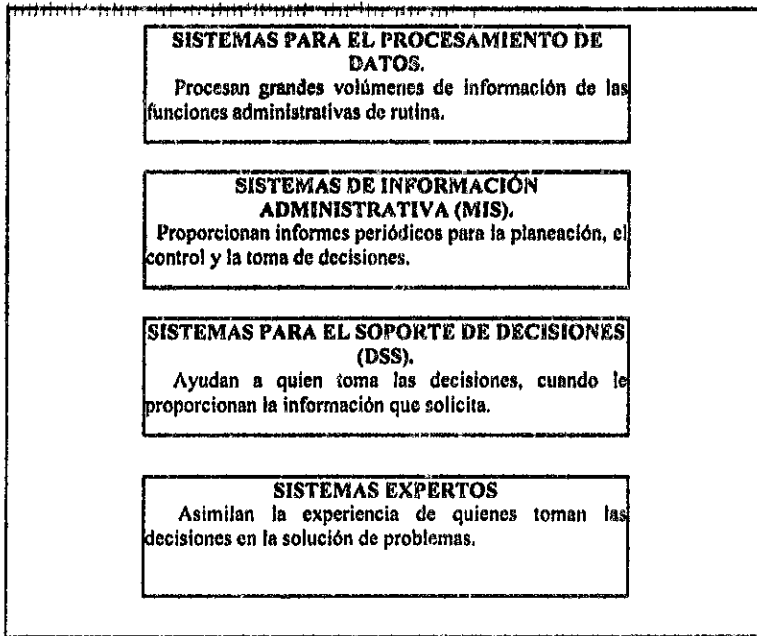 SISTEMAS PARA EL PROCESAMIENTO DE
DATOS.
Procesan grandes volúmenes de información de las
funciones administrativas de rutina.
SISTEMAS DE INFORMACIÓN
ADMINISTRATIVA (MIS).
Proporcionan informes periódicos para la planeación, el
control y la toma de decisiones.
SISTEMAS PARA EL SOPORTE DE DECISIONES
(DSS).
Ayudan a quien toma las decisiones, cuando le
proporcionan la información que solicita.
SISTEMAS EXPERTOS
Asimilan la experiencia de quienes toman las
decisiones en la solución de problemas.